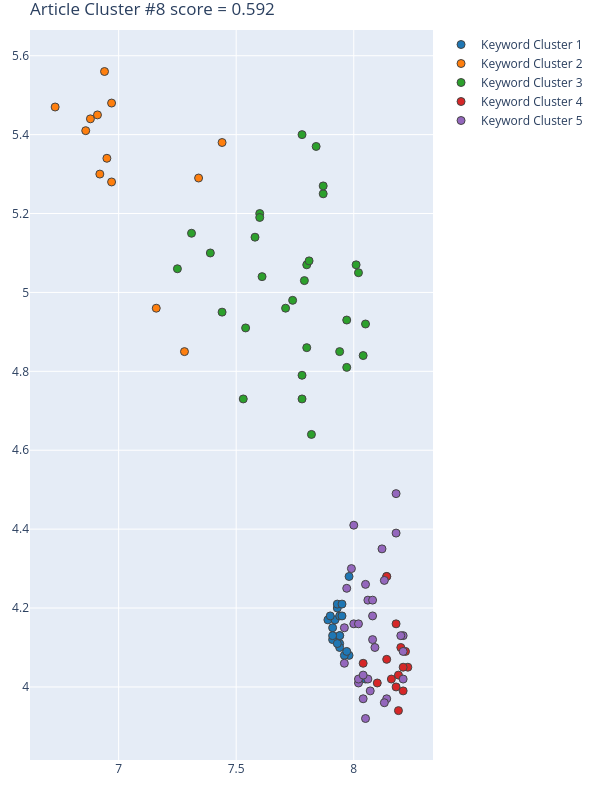 Article Cluster #8 score = 0.592
Keyword Cluster 1
Keyword Cluster 2
Keyword Cluster 3
Keyword Cluster 4
Keyword Cluster 5
5.6
5.4
5.2
5
4.8
4.6
4.4
4.2
4
7
7.5
8